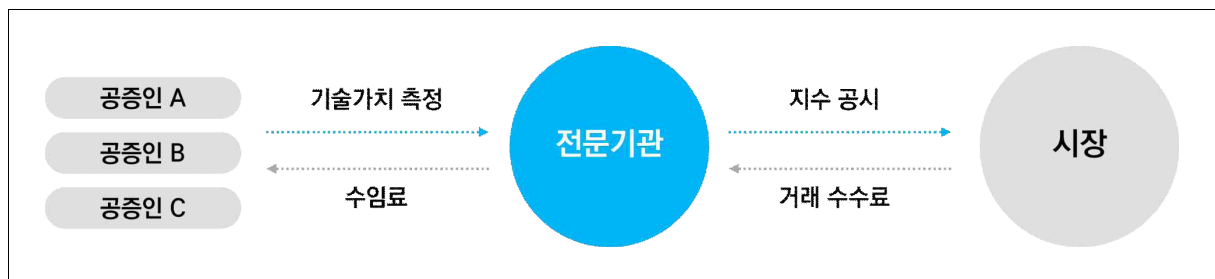 공증인 A
공증인 B
공증인 C
기술가치 측정
수임료
전문기관
지수 공시
거래 수수료
시장